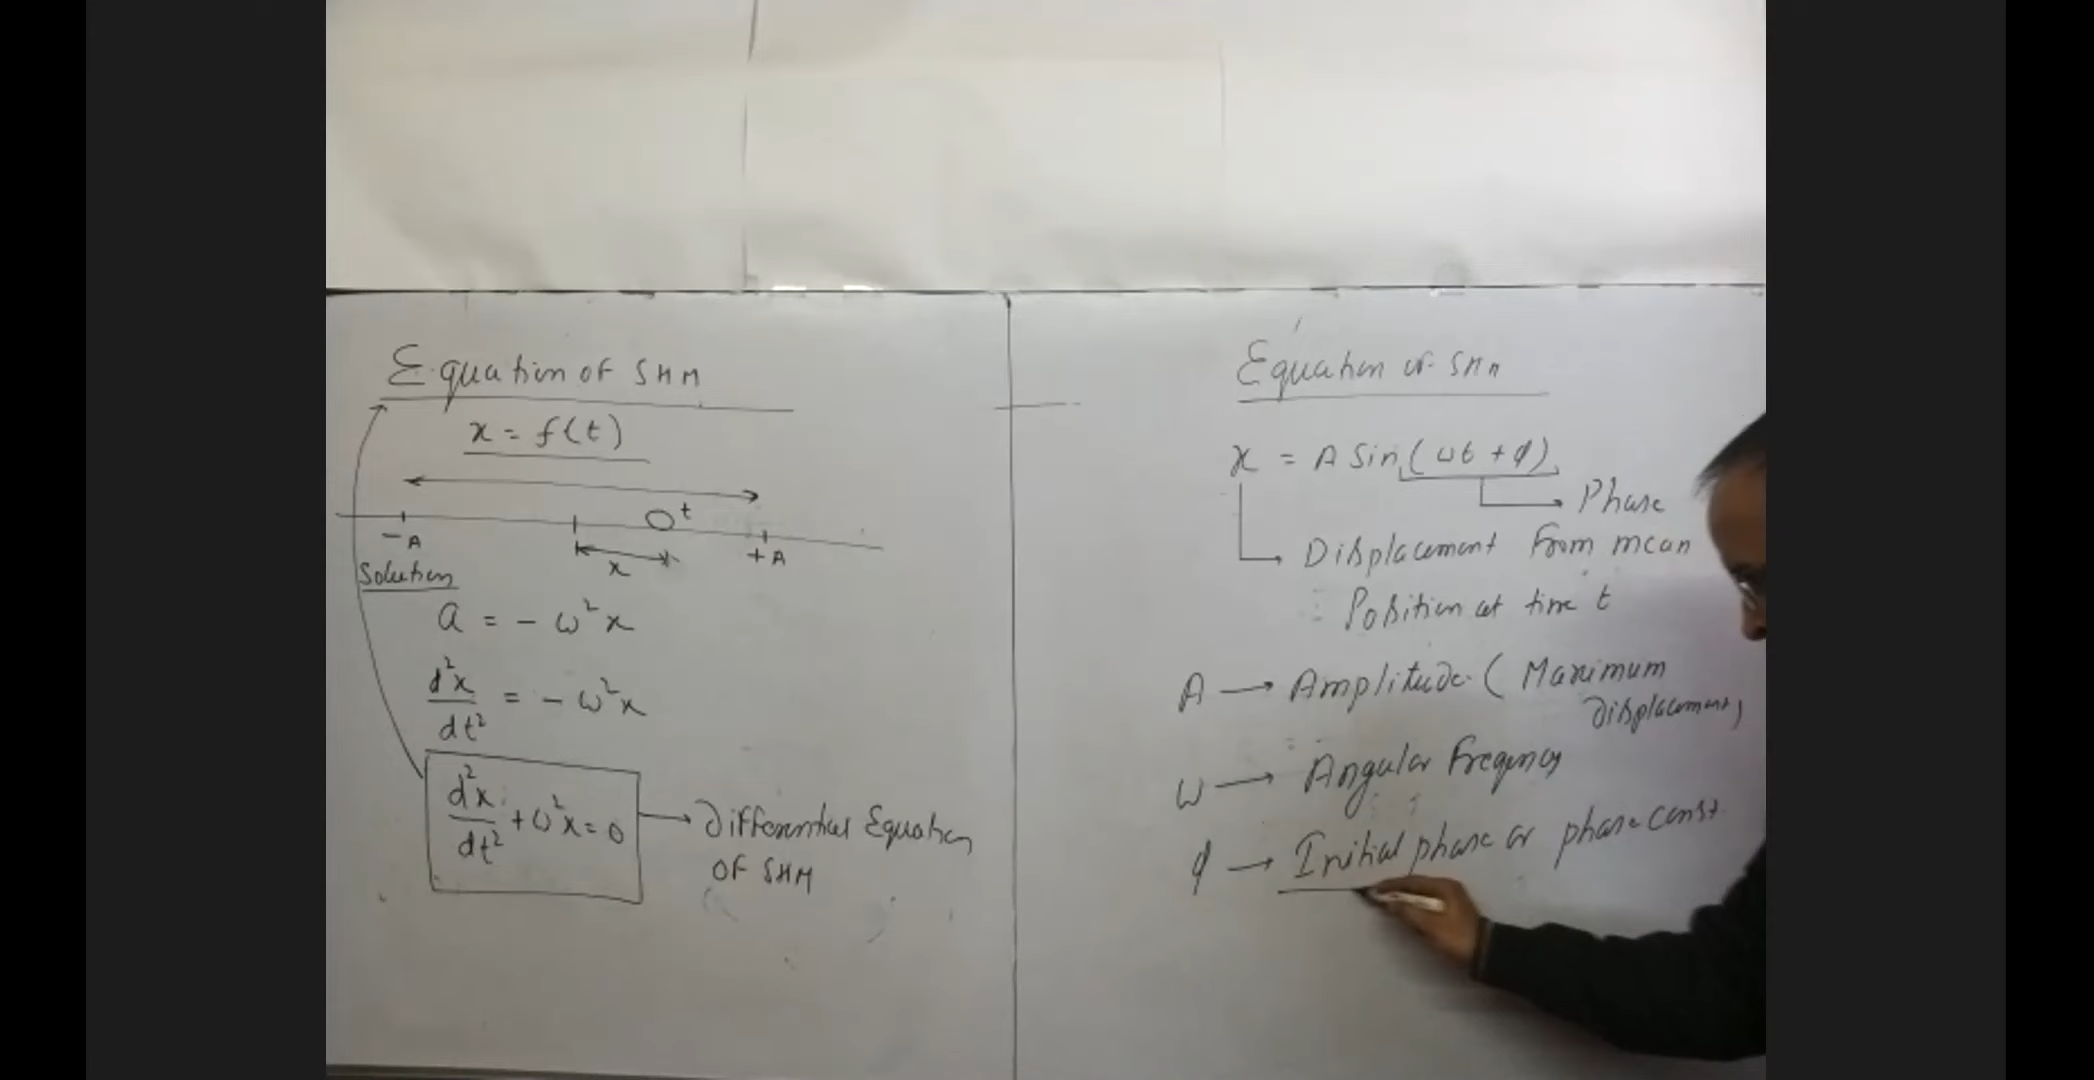 Equation of SHM
x = f(t)
t
-A
x
+A
Solution
a = - ω²x
d²x/dt² = - ω²x
d²x/dt² + ω²x = 0
Differential Equation
OF SHM
Equation of SHM
x = A Sin (ωt + φ)
Phase
Displacement From mean
Position at time t
A → Amplitude (Maximum
Displacement)
ω → Angular Freqency
φ → Initial phase or phase const.